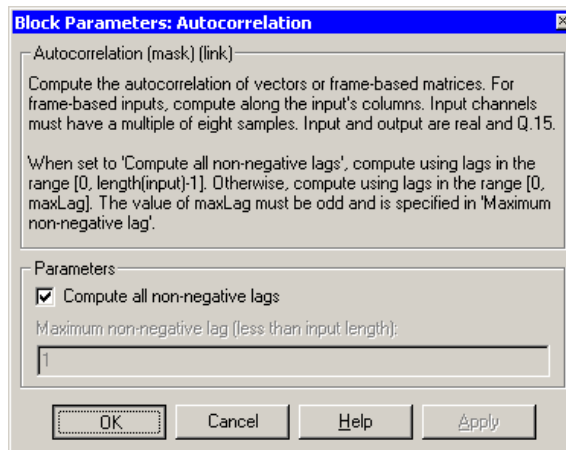 Block Parameters: Autocorrelation
Autocorrelation (mask) (link)
Compute the autocorrelation of vectors or frame-based matrices. For
frame-based inputs, compute along the input's columns. Input channels
must have a multiple of eight samples. Input and output are real and Q.15.
When set to 'Compute all non-negative lags', compute using lags in the
range [0, length(input)-1]. Otherwise, compute using lags in the range [0,
maxLag]. The value of maxLag must be odd and is specified in 'Maximum
non-negative lag'.
Parameters
Compute all non-negative lags
Maximum non-negative lag (less than input length):
1
OK Cancel Help Apply